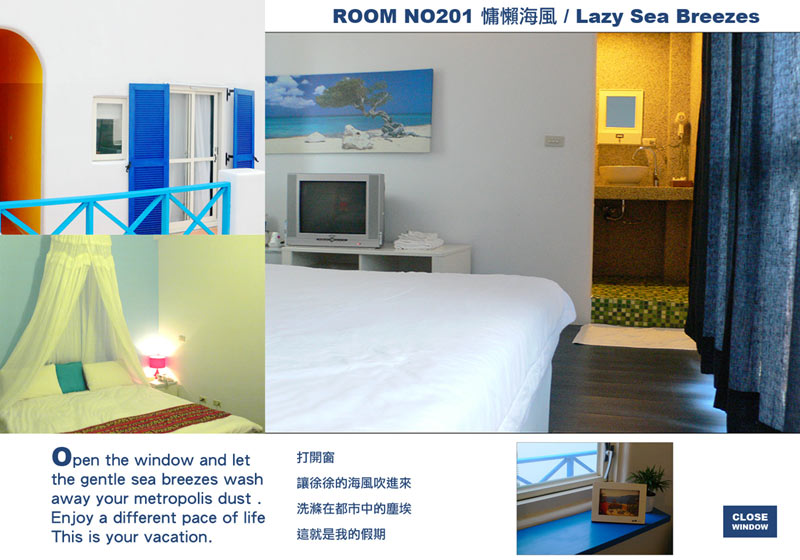 ROOM NO201 慵懶海風 / Lazy Sea Breezes
Open the window and let
the gentle sea breezes wash
away your metropolis dust .
Enjoy a different pace of life
This is your vacation.
打開窗
讓徐徐的海風吹進來
洗滌在都市中的塵埃
這就是我的假期
CLOSE
WINDOW